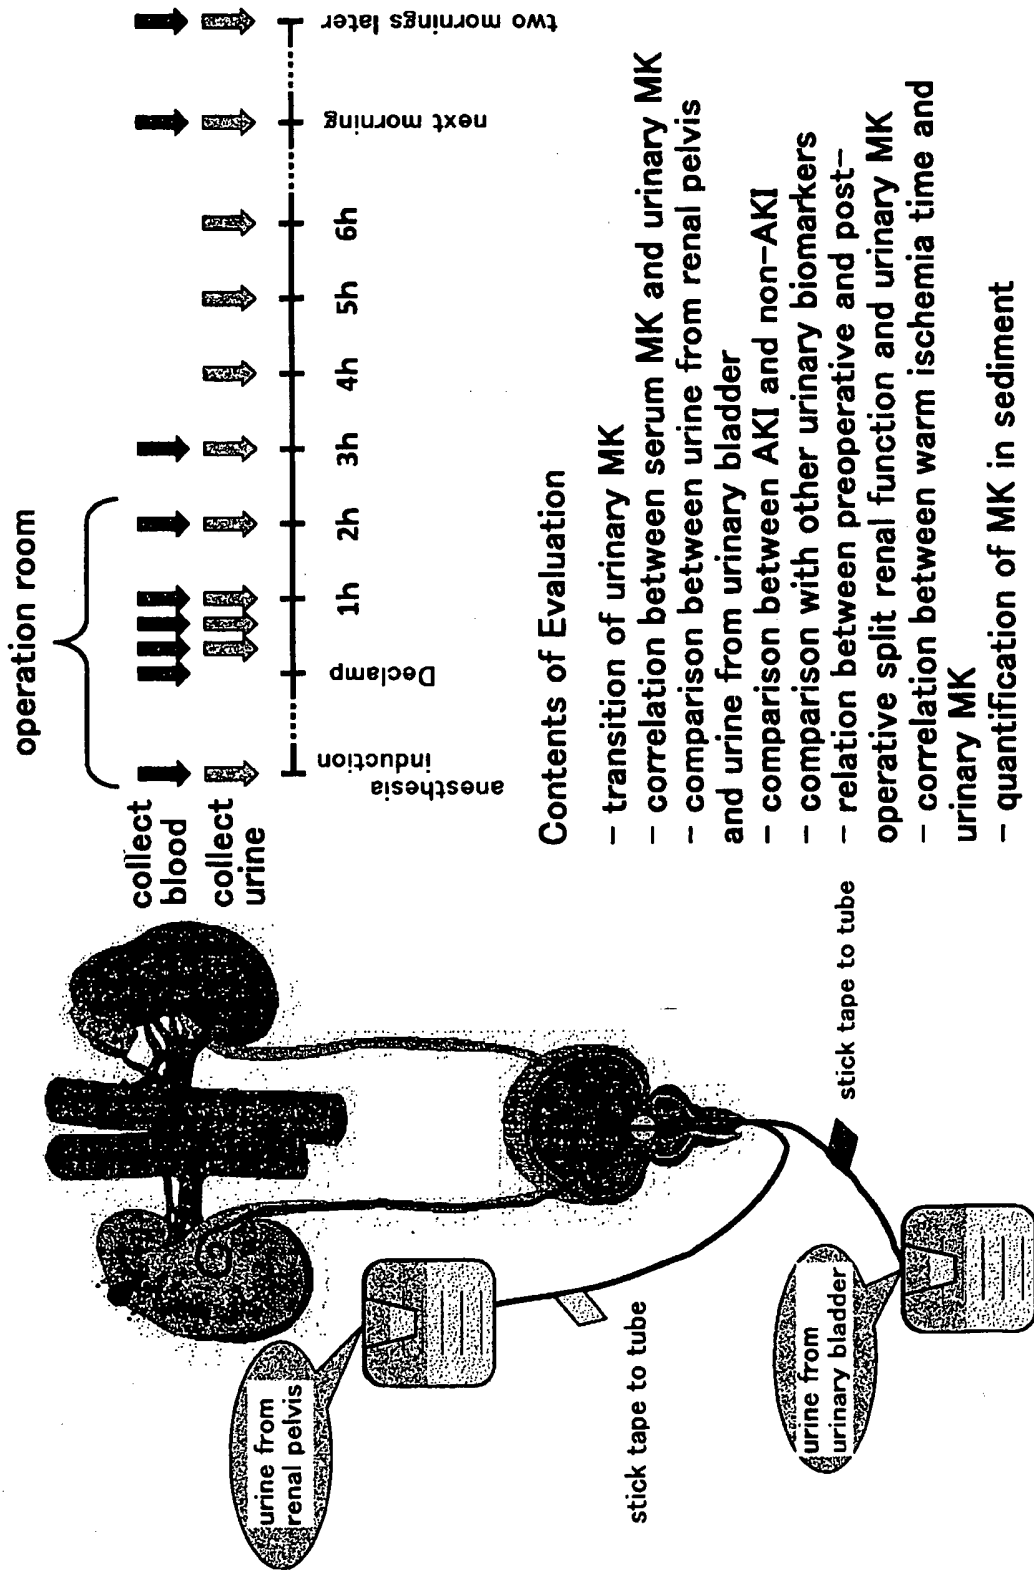 operation room
collect
blood
collect
urine
anesthesia
induction
Declamp
1h
2h
3h
4h
5h
6h
next morning
two mornings later
urine from
renal pelvis
stick tape to tube
urine from
urinary bladder
stick tape to tube
Contents of Evaluation
- transition of urinary MK
- correlation between serum MK and urinary MK
- comparison between urine from renal pelvis
and urine from urinary bladder
- comparison between AKI and non-AKI
- comparison with other urinary biomarkers
- relation between preoperative and post-
operative split renal function and urinary MK
- correlation between warm ischemia time and
urinary MK
- quantification of MK in sediment